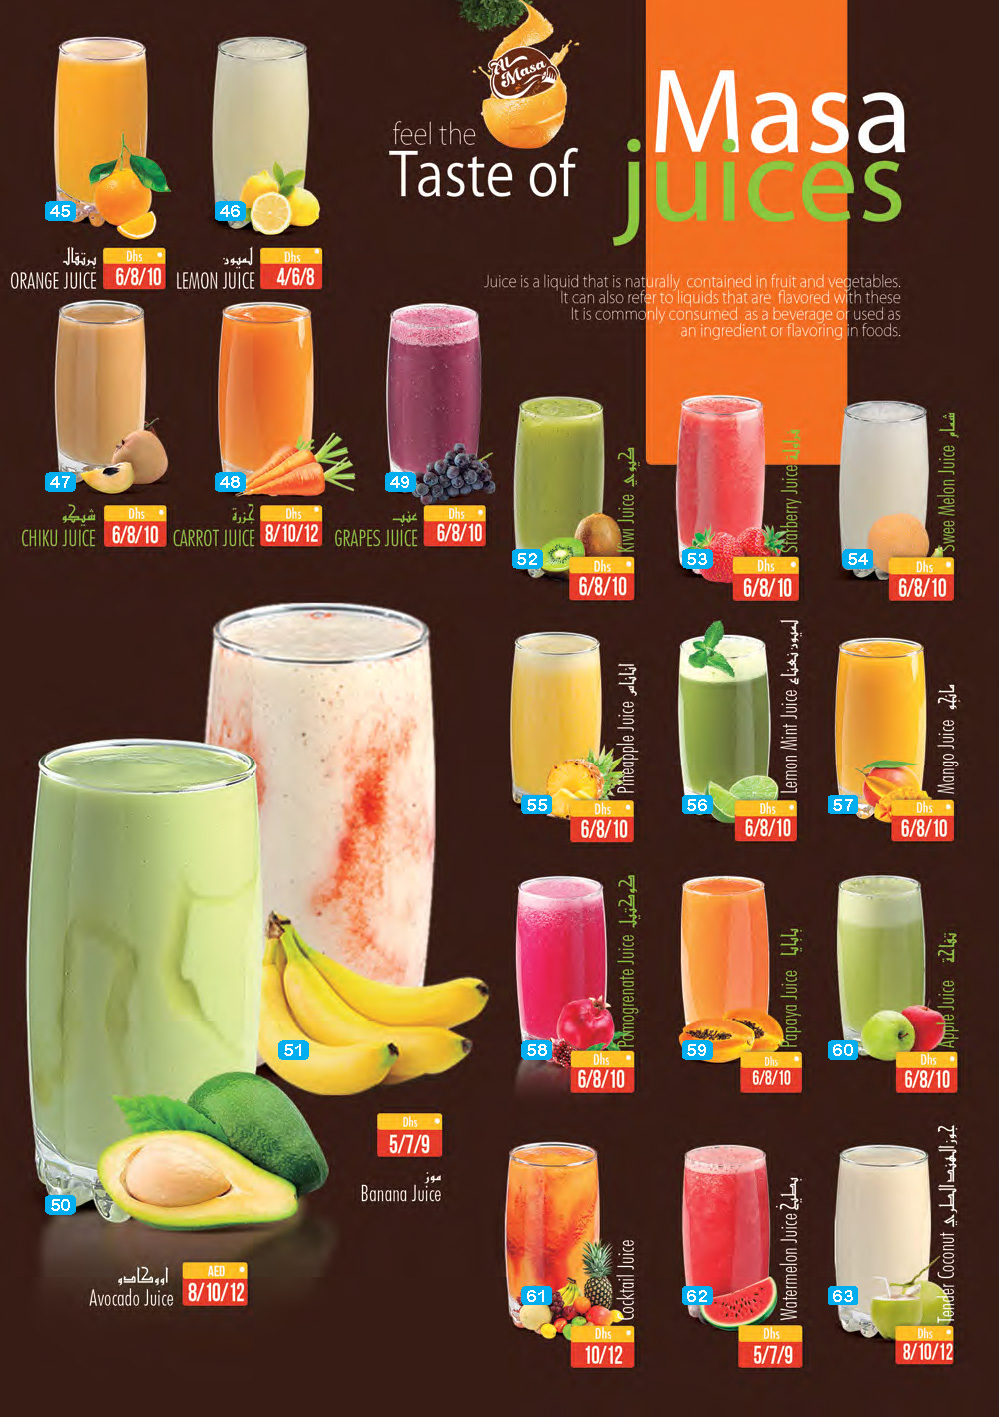 Al
Masa
feel the
Taste of
Masa
juices
Juice is a liquid that is naturally contained in fruit and vegetables.
It can also refer to liquids that are flavored with these
It is commonly consumed as a beverage or used as
an ingredient or flavoring in foods.
45
برتقال
ORANGE JUICE
Dhs
6/8/10
46
ليمون
LEMON JUICE
Dhs
4/6/8
47
شيكو
CHIKU JUICE
Dhs
6/8/10
48
جزرة
CARROT JUICE
Dhs
8/10/12
49
عنب
GRAPES JUICE
Dhs
6/8/10
52
Kiwi Juice كيوي
Dhs
6/8/10
53
Starberry Juice فراولة
Dhs
6/8/10
54
Swee Melon Juice شمام
Dhs
6/8/10
55
Pineapple Juice اناناس
Dhs
6/8/10
56
Lemon Mint Juice ليمون نعناع
Dhs
6/8/10
57
Mango Juice مانجو
Dhs
6/8/10
58
Pomogrenate Juice كوكتيل
Dhs
6/8/10
59
Papaya Juice بابايا
Dhs
6/8/10
60
Apple Juice تفاحة
Dhs
6/8/10
51
Dhs
5/7/9
موز
Banana Juice
50
اووكادو
Avocado Juice
AED
8/10/12
61
Cocktail Juice
Dhs
10/12
62
Watermelon Juice بطيخ
Dhs
5/7/9
63
Tender Coconut جوز الهند الطري
Dhs
8/10/12